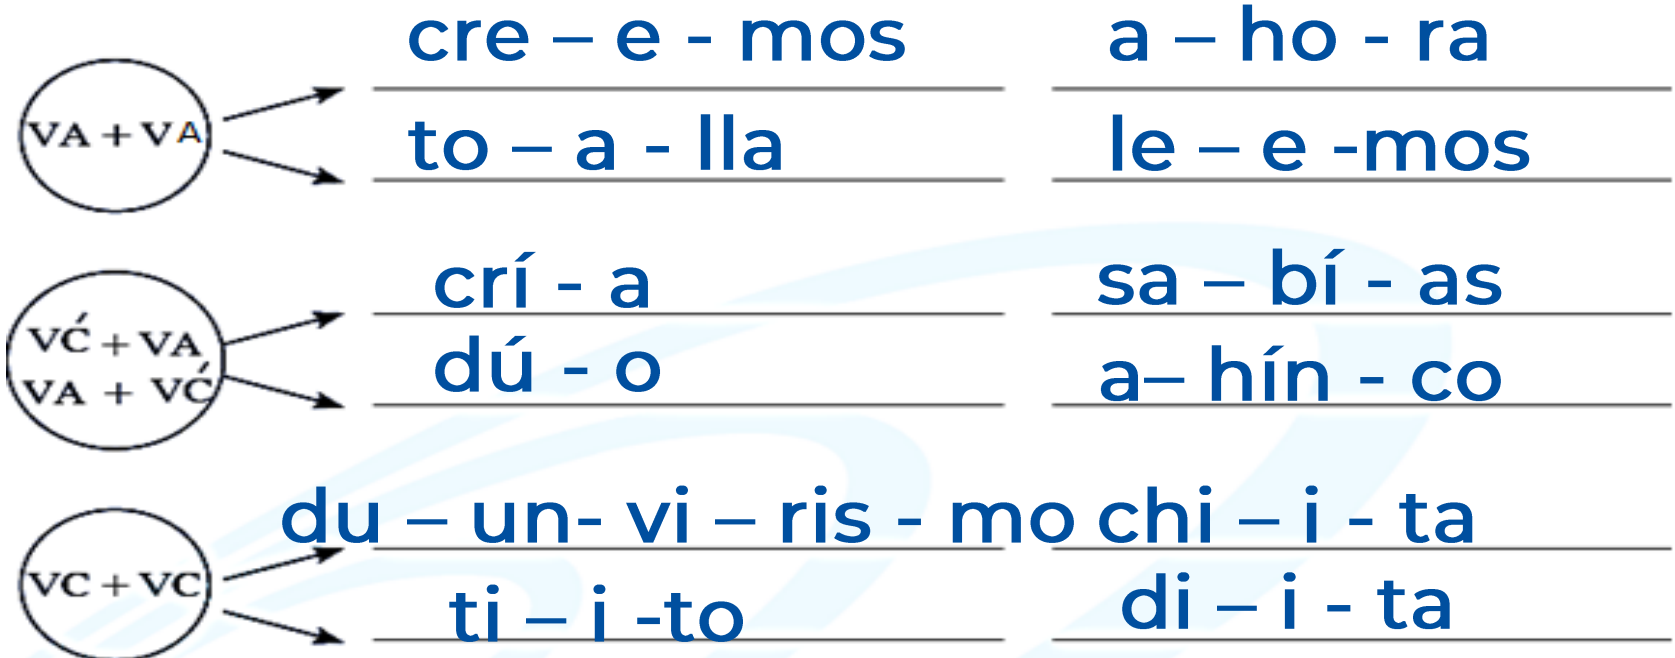 cre – e - mos a – ho - ra
VA + VA
to – a - lla le – e -mos
crí - a sa – bí - as
VĆ + VA
dú - o a– hín - co
VA + VĆ
du – un- vi – ris - mo chi – i - ta
VC + VC
ti – i -to di – i - ta